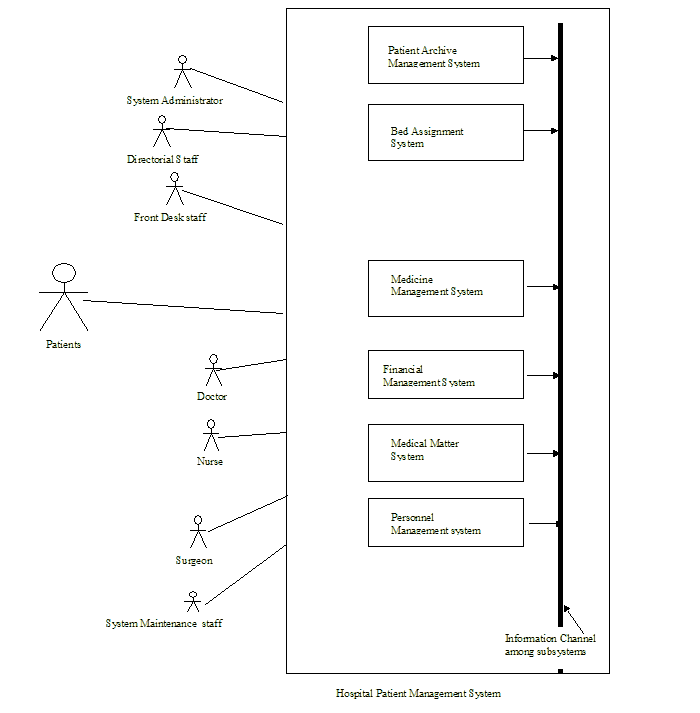 Patient Archive
Management System
System Administrator
Bed Assignment
System
Directorial Staff
Front Desk staff
Medicine
Management System
Patients
Financial
Management System
Doctor
Medical Matter
System
Nurse
Personnel
Management system
Surgeon
System Maintenance staff
Information Channel
among subsystems
Hospital Patient Management System